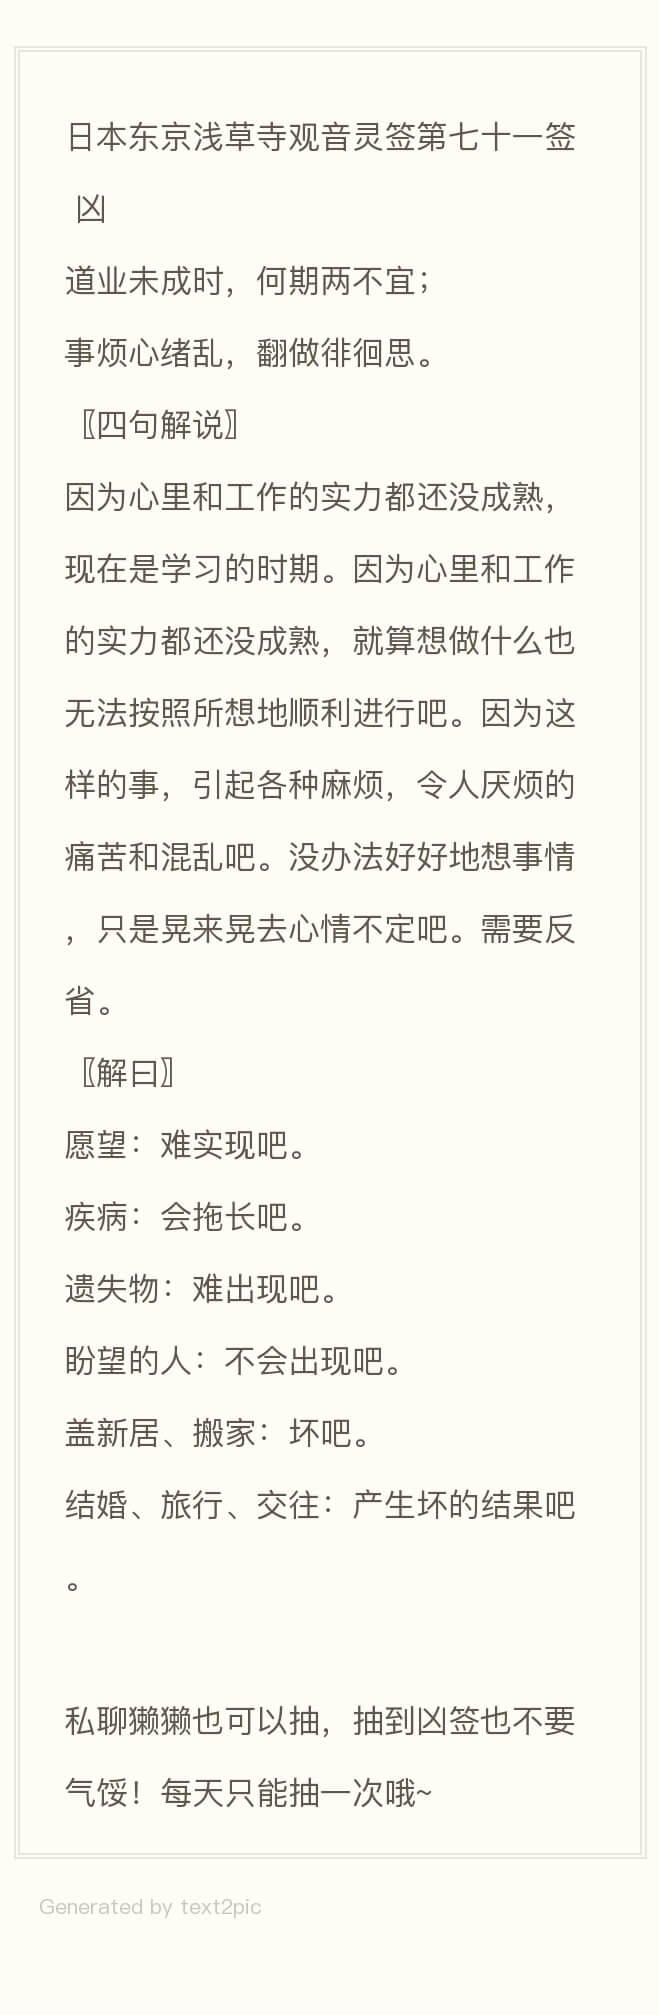 日本东京浅草寺观音灵签第七十一签
凶
道业未成时，何期两不宜；
事烦心绪乱，翻做徘徊思。
〖四句解说〗
因为心里和工作的实力都还没成熟，
现在是学习的时期。因为心里和工作
的实力都还没成熟，就算想做什么也
无法按照所想地顺利进行吧。因为这
样的事，引起各种麻烦，令人厌烦的
痛苦和混乱吧。没办法好好地想事情
，只是晃来晃去心情不定吧。需要反
省。
〖解曰〗
愿望：难实现吧。
疾病：会拖长吧。
遗失物：难出现吧。
盼望的人：不会出现吧。
盖新居、搬家：坏吧。
结婚、旅行、交往：产生坏的结果吧
。
私聊獭獭也可以抽，抽到凶签也不要
气馁！每天只能抽一次哦~
Generated by text2pic